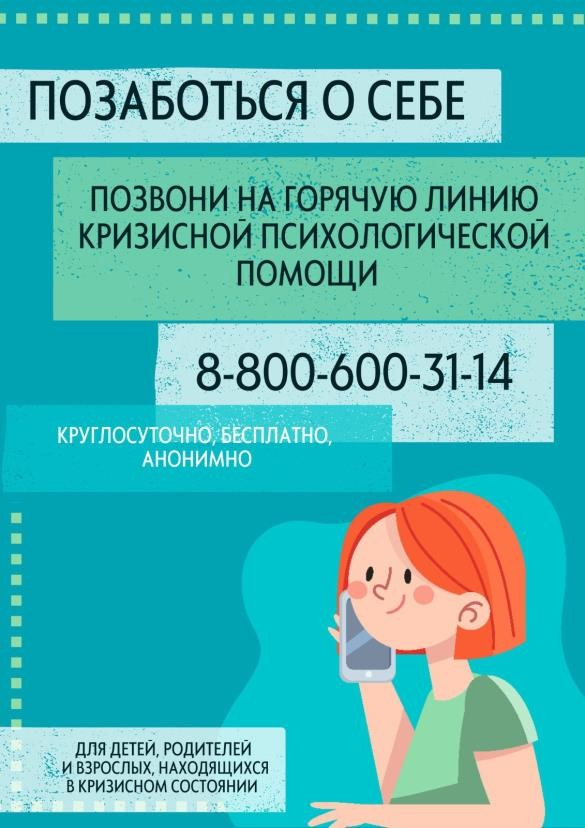 ПОЗАБОТЬСЯ О СЕБЕ
ПОЗВОНИ НА ГОРЯЧУЮ ЛИНИЮ
КРИЗИСНОЙ ПСИХОЛОГИЧЕСКОЙ
ПОМОЩИ
8-800-600-31-14
КРУГЛОСУТОЧНО, БЕСПЛАТНО,
АНОНИМНО
ДЛЯ ДЕТЕЙ, РОДИТЕЛЕЙ
И ВЗРОСЛЫХ, НАХОДЯЩИХСЯ
В КРИЗИСНОМ СОСТОЯНИИ